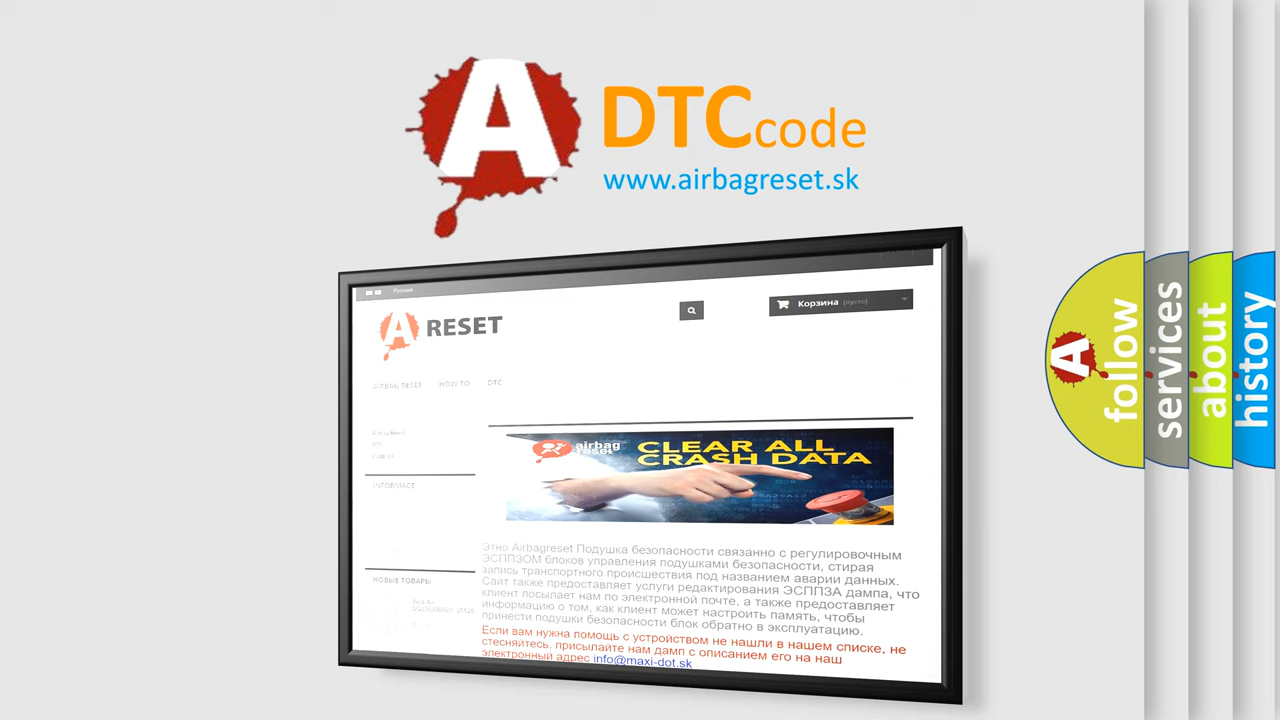 A
DTCcode
www.airbagreset.sk
Русский
Корзина (пусто)
A RESET
AIRBAG RESET HOW TO DTC
Airbag Reset
DTC
INFORMACE
airbag
reset
CLEAR ALL
CRASH DATA
Этно Airbagreset Подушка безопасности связанно с регулировочным
ЭСППЗОМ блоков управления подушками безопасности, стирая
запись транспортного происшествия под названием аварии данных.
Сайт также предоставляет услуги редактирования ЭСППЗА дампа, что
клиент посылает нам по электронной почте, а также предоставляет
информацию о том, как клиент может настроить память, чтобы
принести подушки безопасности блок обратно в эксплуатацию.
Если вам нужна помощь с устройством не нашли в нашем списке, не
стесняйтесь, присылайте нам дамп с описанием его на наш
электронный адрес info@maxi-dot.sk
НОВЫЕ ТОВАРЫ
A
follow
services
about
history